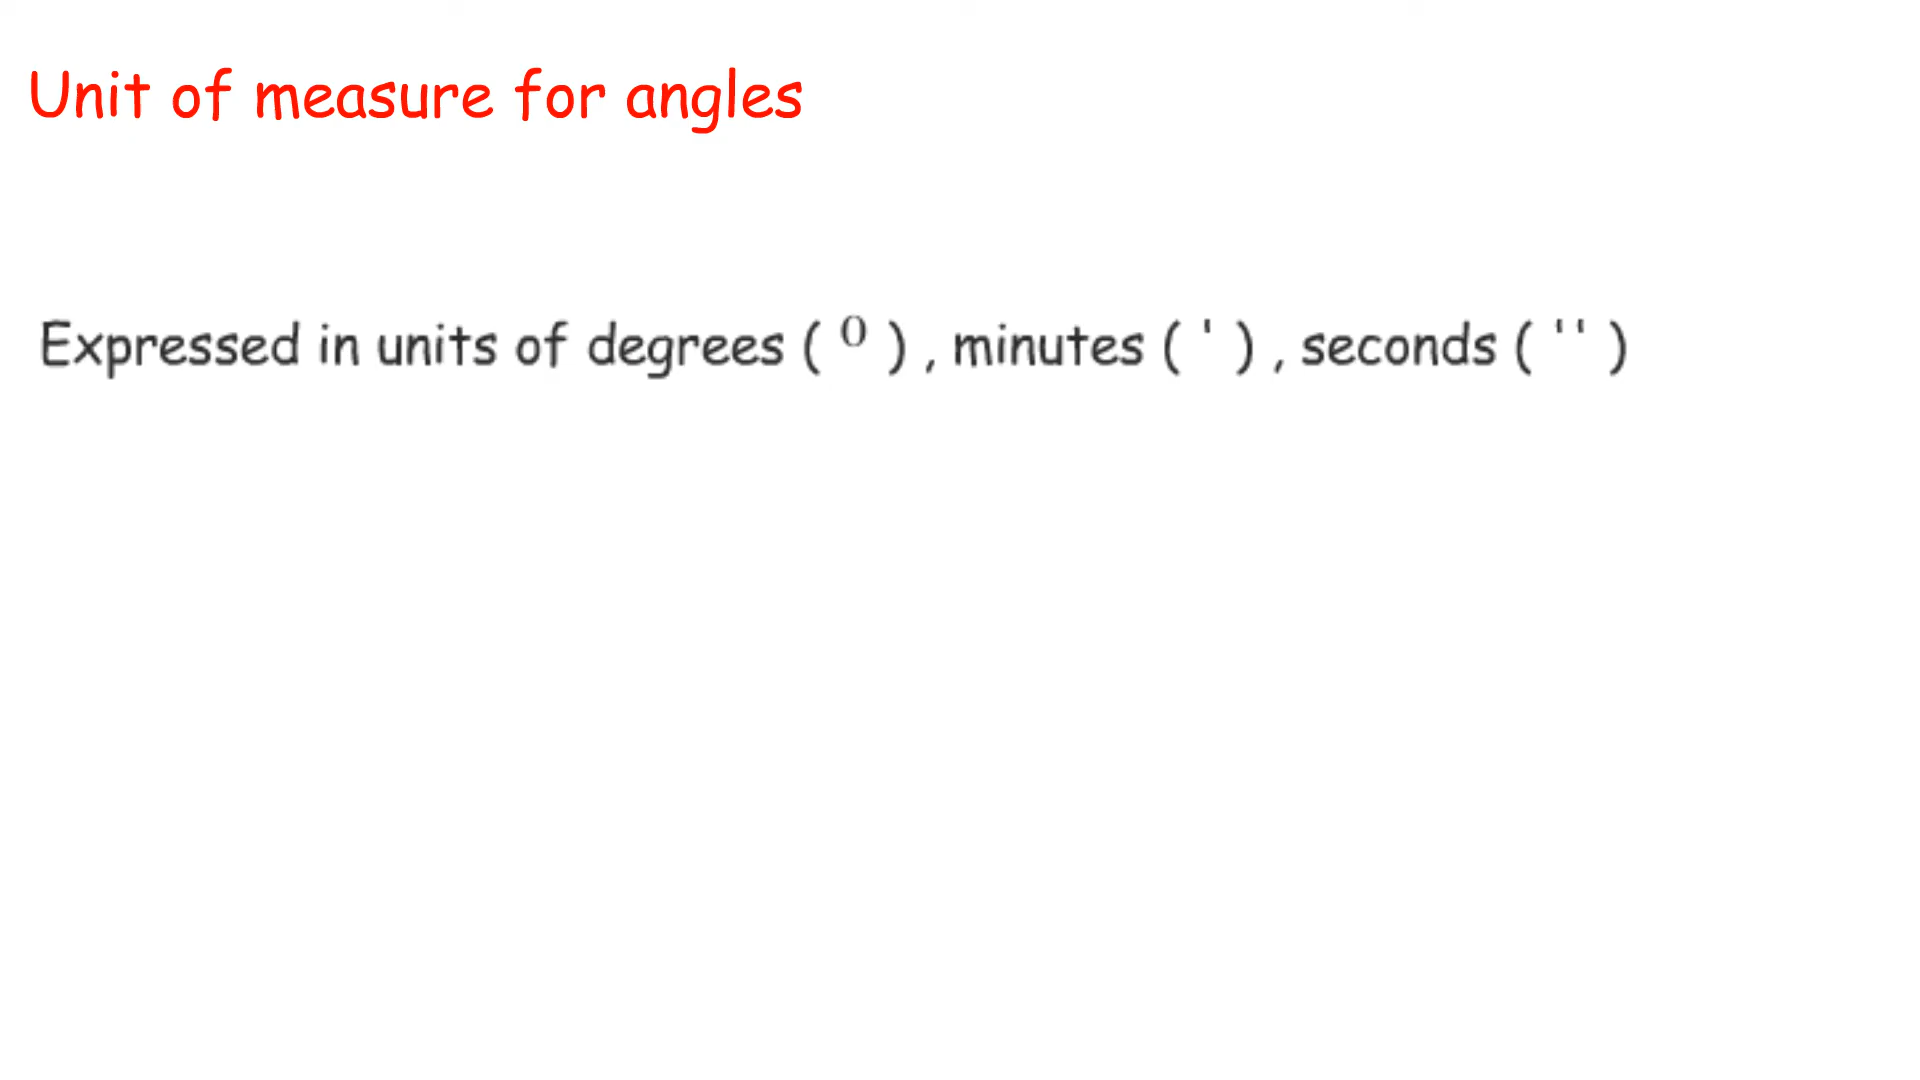 Unit of measure for angles
Expressed in units of degrees ( ⁰ ) , minutes ( ' ) , seconds ( '' )